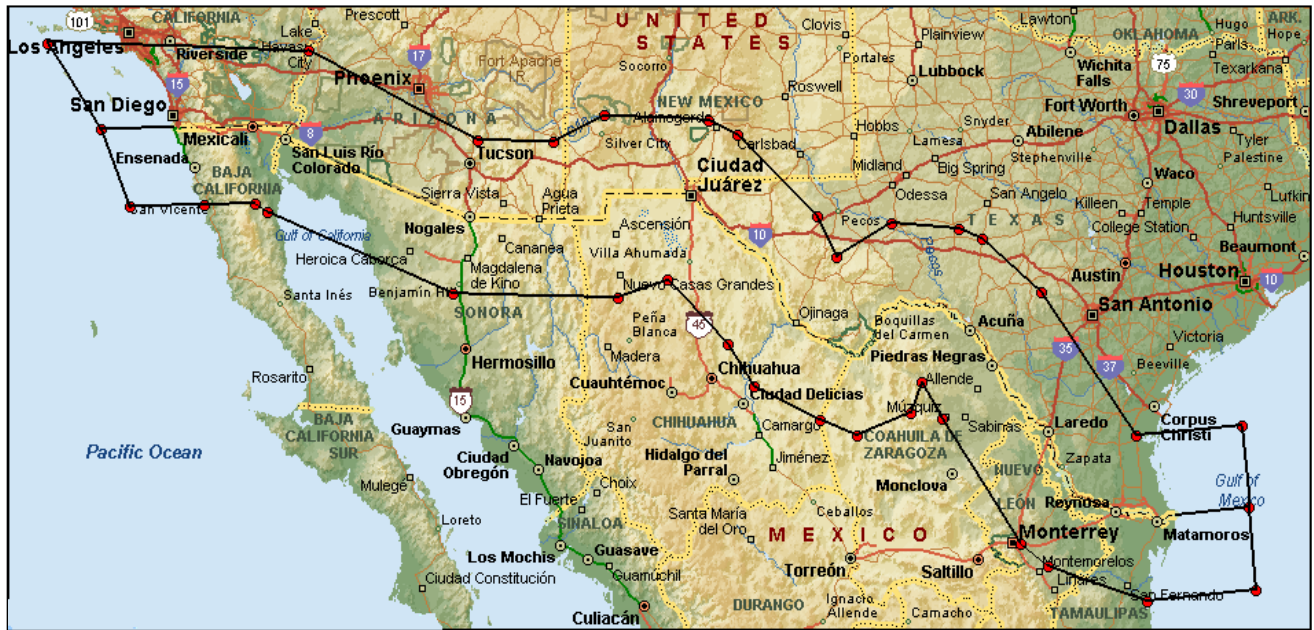 CALIFORNIA
101
Los Angeles
Riverside
Lake
Havasu
City
Prescott
17
Phoenix
Fort Apache
I.R.
UNITED
STATES
Socorro
Clovis
Portales
Plainview
Lubbock
Lawton
OKLAHOMA
Hugo
ARK.
Hope
Paris
Texarkana
Wichita
Falls
75
30
15
San Diego
Mexicali
8
ARIZONA
San Luis Río
Colorado
Ensenada
BAJA
CALIFORNIA
Tucson
Gila
Silver City
NEW MEXICO
Alamogordo
Roswell
Carlsbad
Hobbs
Lamesa
Snyder
Abilene
Fort Worth
Dallas
Shreveport
Tyler
Palestine
Stephenville
Midland
Big Spring
Odessa
San Angelo
Waco
Killeen
Temple
Lufkin
Huntsville
College Station
Beaumont
Ciudad
Juárez
Sierra Vista
Agua
Prieta
San Vicente
Gulf of California
Nogales
Cananea
Heroica Caborca
Magdalena
de Kino
Ascensión
Villa Ahumada
10
Pecos
Pecos
TEXAS
Austin
Houston
10
San Antonio
Santa Inés
Benjamín Hill
SONORA
Nuevo Casas Grandes
Peña
Blanca
45
Ojinaga
Boquillas
del Carmen
Acuña
35
37
Victoria
Beeville
Hermosillo
Madera
Chihuahua
Cuauhtémoc
Ciudad Delicias
Piedras Negras
Allende
Rosarito
15
Guaymas
BAJA
CALIFORNIA
SUR
San
Juanito
CHIHUAHUA
Camargo
Múzquiz
COAHUILA DE
ZARAGOZA
Sabinas
Laredo
Corpus
Christi
Pacific Ocean
Ciudad
Obregón
Navojoa
Hidalgo del
Parral
Jiménez
Monclova
NUEVO
LEÓN
Zapata
Gulf of
Mexico
Mulegé
El Fuerte
Choix
Reynosa
Loreto
SINALOA
Santa María
del Oro
Ceballos
MEXICO
Monterrey
Matamoros
Los Mochis
Guasave
Guamúchil
Torreón
Saltillo
Montemorelos
Linares
San Fernando
Ciudad Constitución
Culiacán
DURANGO
Ignacio
Allende
Camacho
TAMAULIPAS